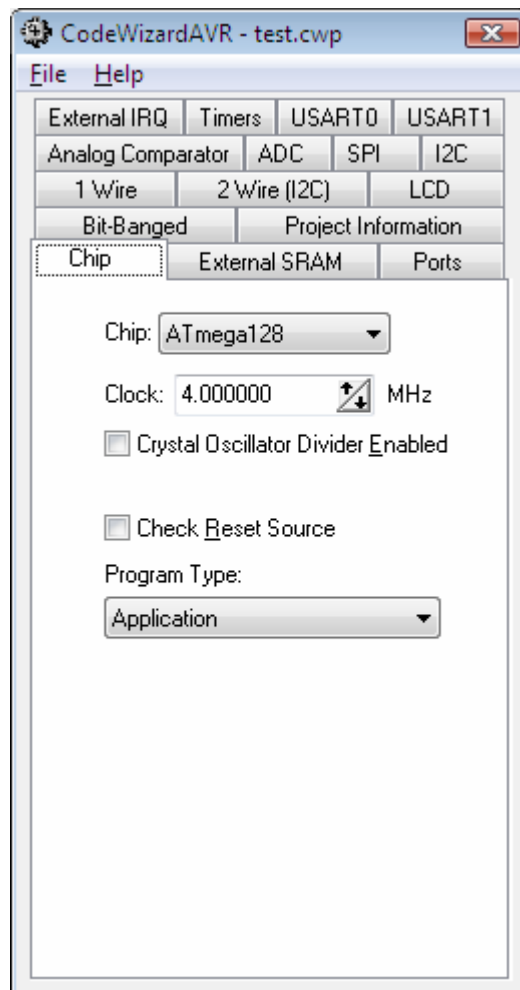 CodeWizardAVR - test.cwp
File Help
External IRQ Timers USART0 USART1
Analog Comparator ADC SPI I2C
1 Wire 2 Wire (I2C) LCD
Bit-Banged Project Information
Chip External SRAM Ports
Chip: ATmega128
Clock: 4.000000 MHz
Crystal Oscillator Divider Enabled
Check Reset Source
Program Type:
Application